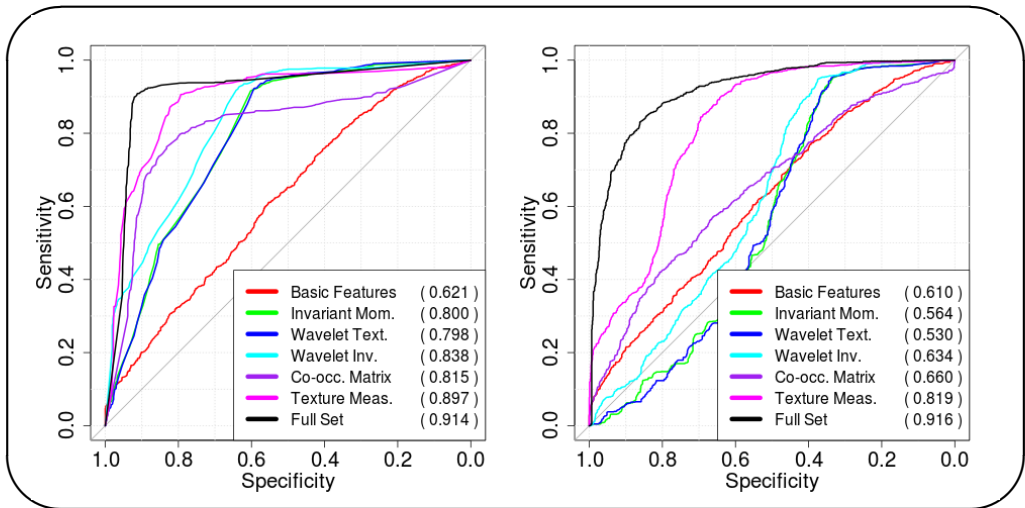 1.0
0.8
0.6
0.4
0.2
0.0
Sensitivity
Basic Features ( 0.621 )
Invariant Mom. ( 0.800 )
Wavelet Text. ( 0.798 )
Wavelet Inv. ( 0.838 )
Co-occ. Matrix ( 0.815 )
Texture Meas. ( 0.897 )
Full Set ( 0.914 )
1.0 0.8 0.6 0.4 0.2 0.0
Specificity
1.0
0.8
0.6
0.4
0.2
0.0
Sensitivity
Basic Features ( 0.610 )
Invariant Mom. ( 0.564 )
Wavelet Text. ( 0.530 )
Wavelet Inv. ( 0.634 )
Co-occ. Matrix ( 0.660 )
Texture Meas. ( 0.819 )
Full Set ( 0.916 )
1.0 0.8 0.6 0.4 0.2 0.0
Specificity